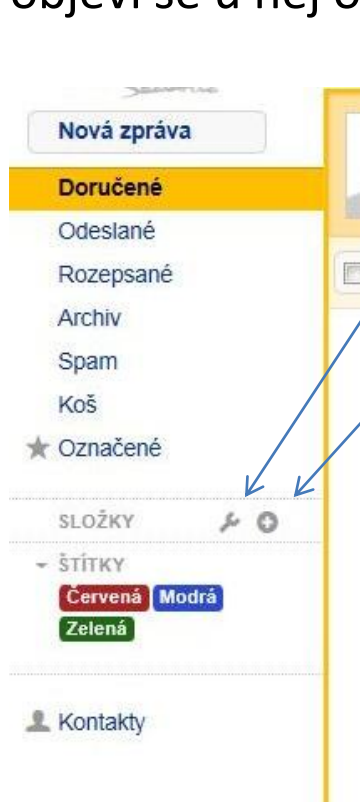 Nová zpráva
Doručené
Odeslané
Rozepsané
Archiv
Spam
Koš
Označené
SLOŽKY
ŠTÍTKY
Červená Modrá
Zelená
Kontakty